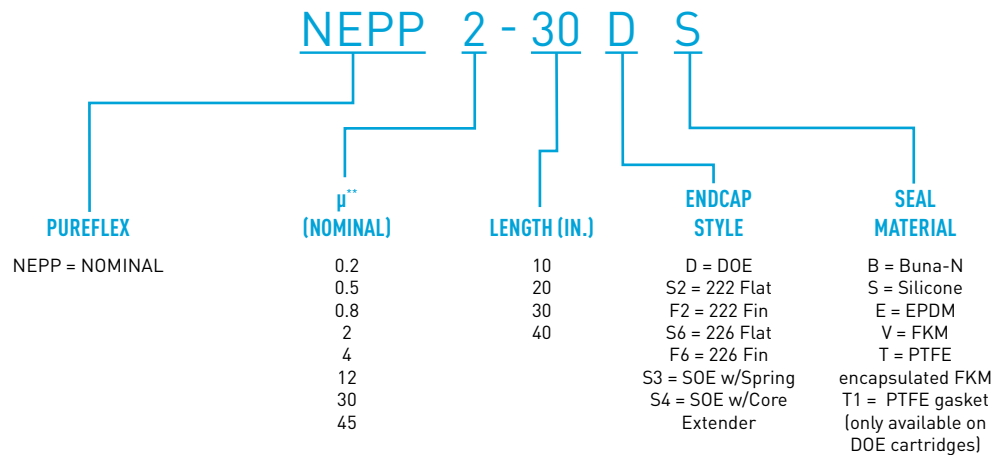 NEPP 2 - 30 D S
PUREFLEX
NEPP = NOMINAL
µ**
(NOMINAL)
0.2
0.5
0.8
2
4
12
30
45
LENGTH (IN.)
10
20
30
40
ENDCAP
STYLE
D = DOE
S2 = 222 Flat
F2 = 222 Fin
S6 = 226 Flat
F6 = 226 Fin
S3 = SOE w/Spring
S4 = SOE w/Core
Extender
SEAL
MATERIAL
B = Buna-N
S = Silicone
E = EPDM
V = FKM
T = PTFE
encapsulated FKM
T1 = PTFE gasket
(only available on
DOE cartridges)